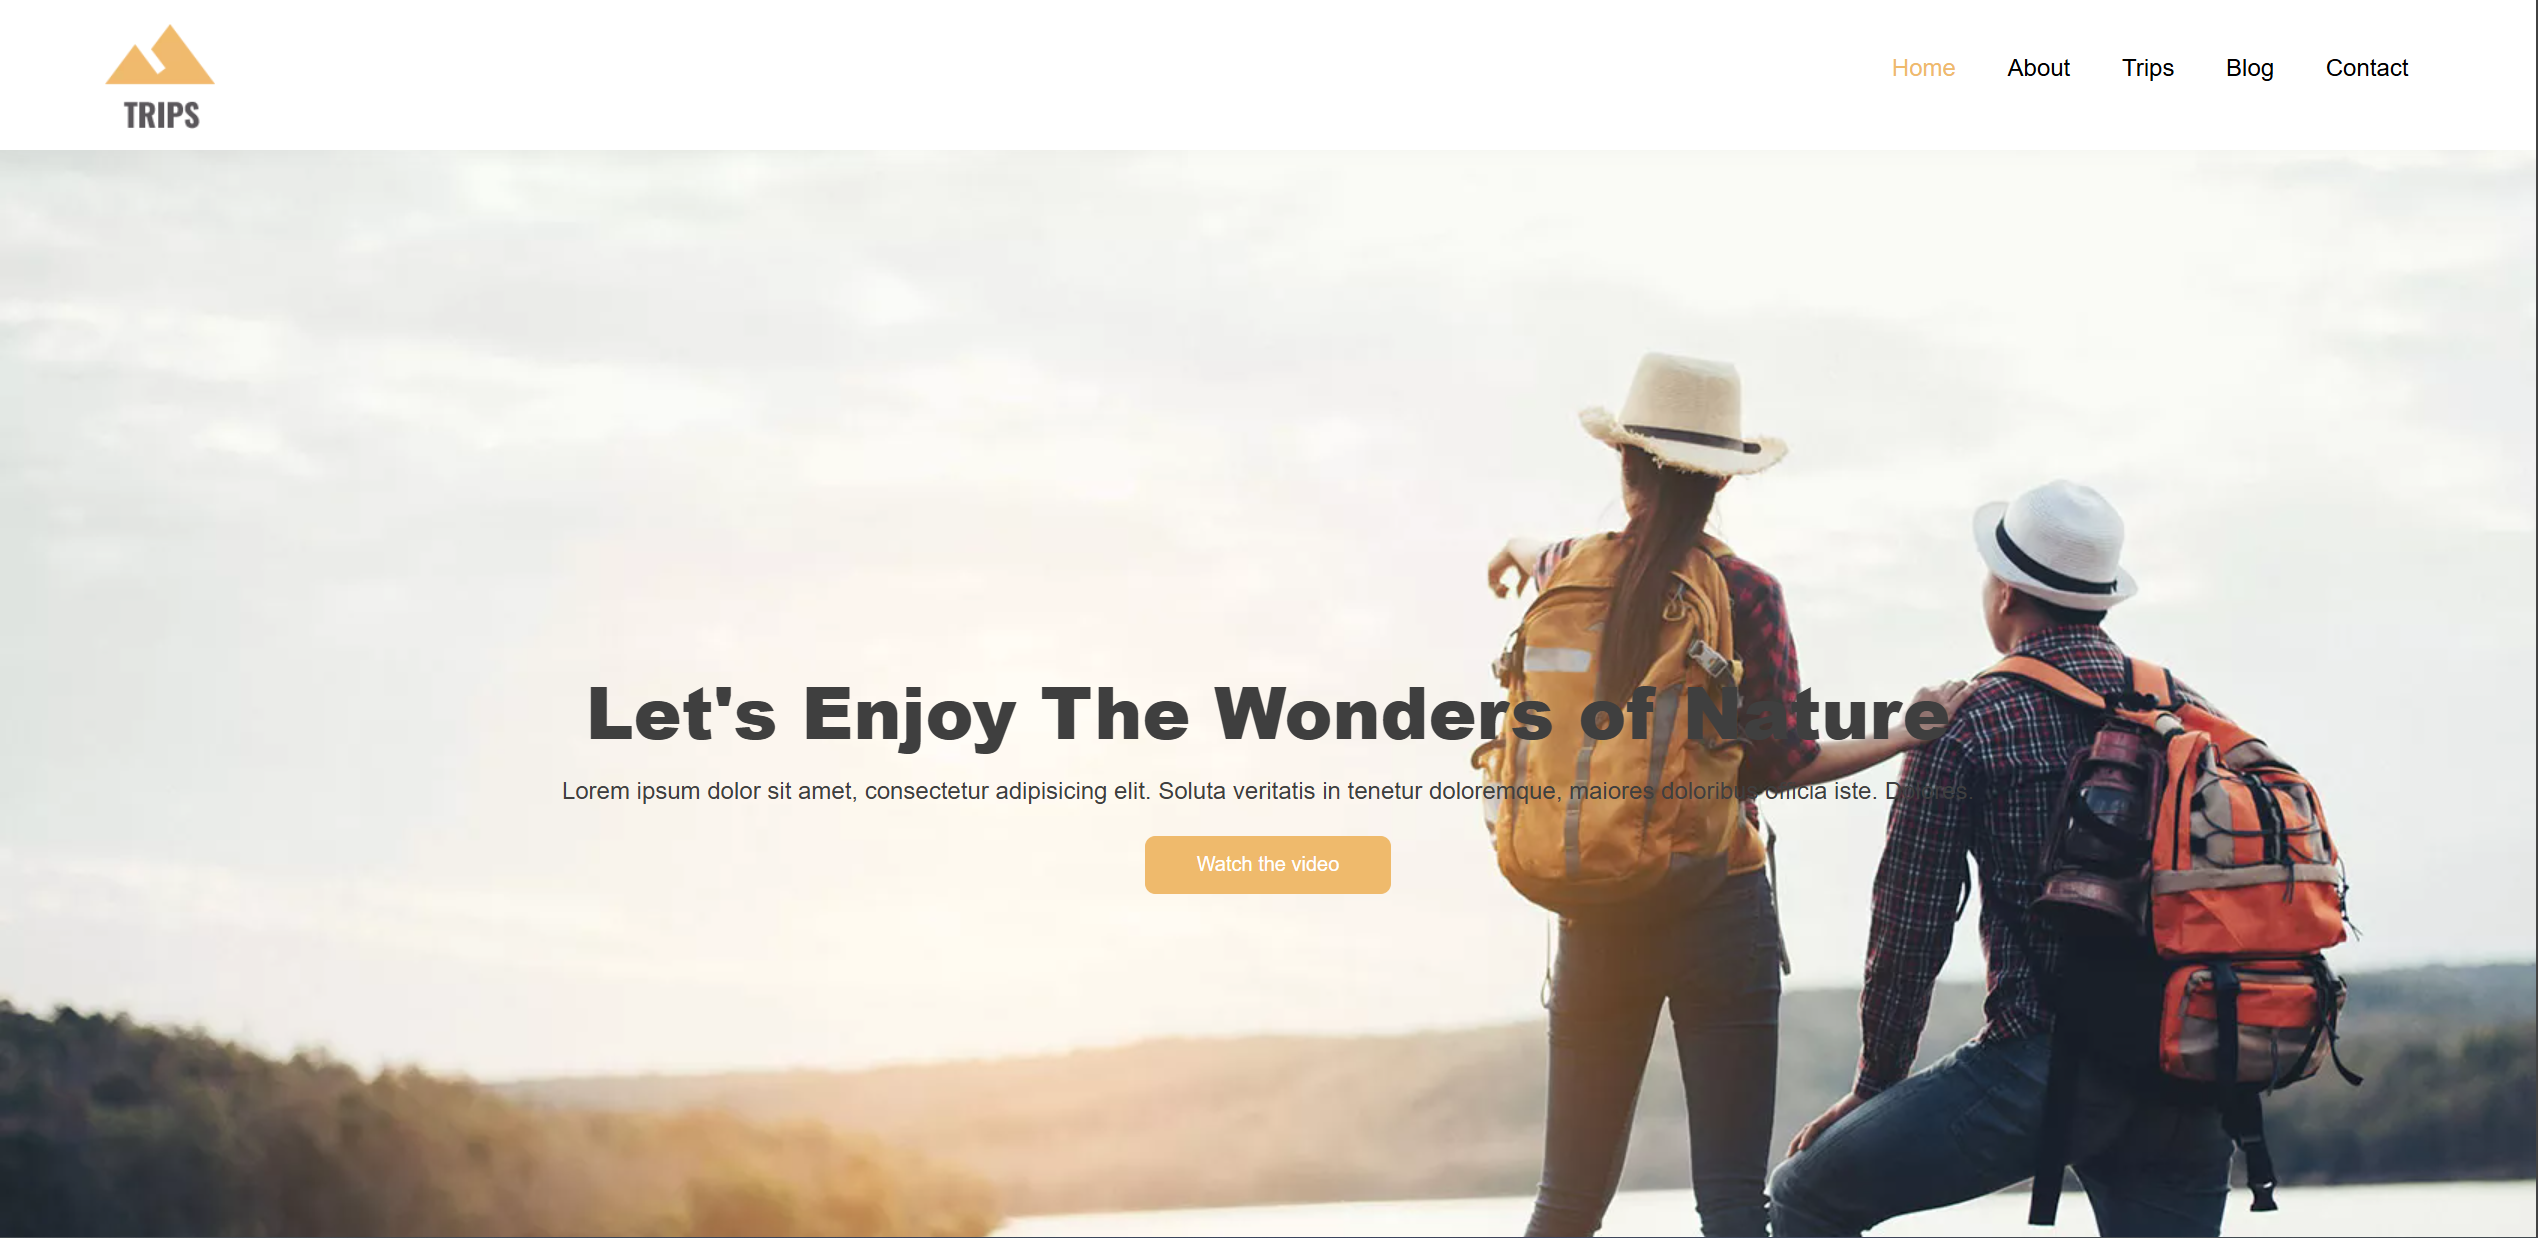 TRIPS
Home About Trips Blog Contact
Let's Enjoy The Wonders of Nature
Lorem ipsum dolor sit amet, consectetur adipisicing elit. Soluta veritatis in tenetur doloremque, maiores doloribus officia iste. Dolores.
Watch the video